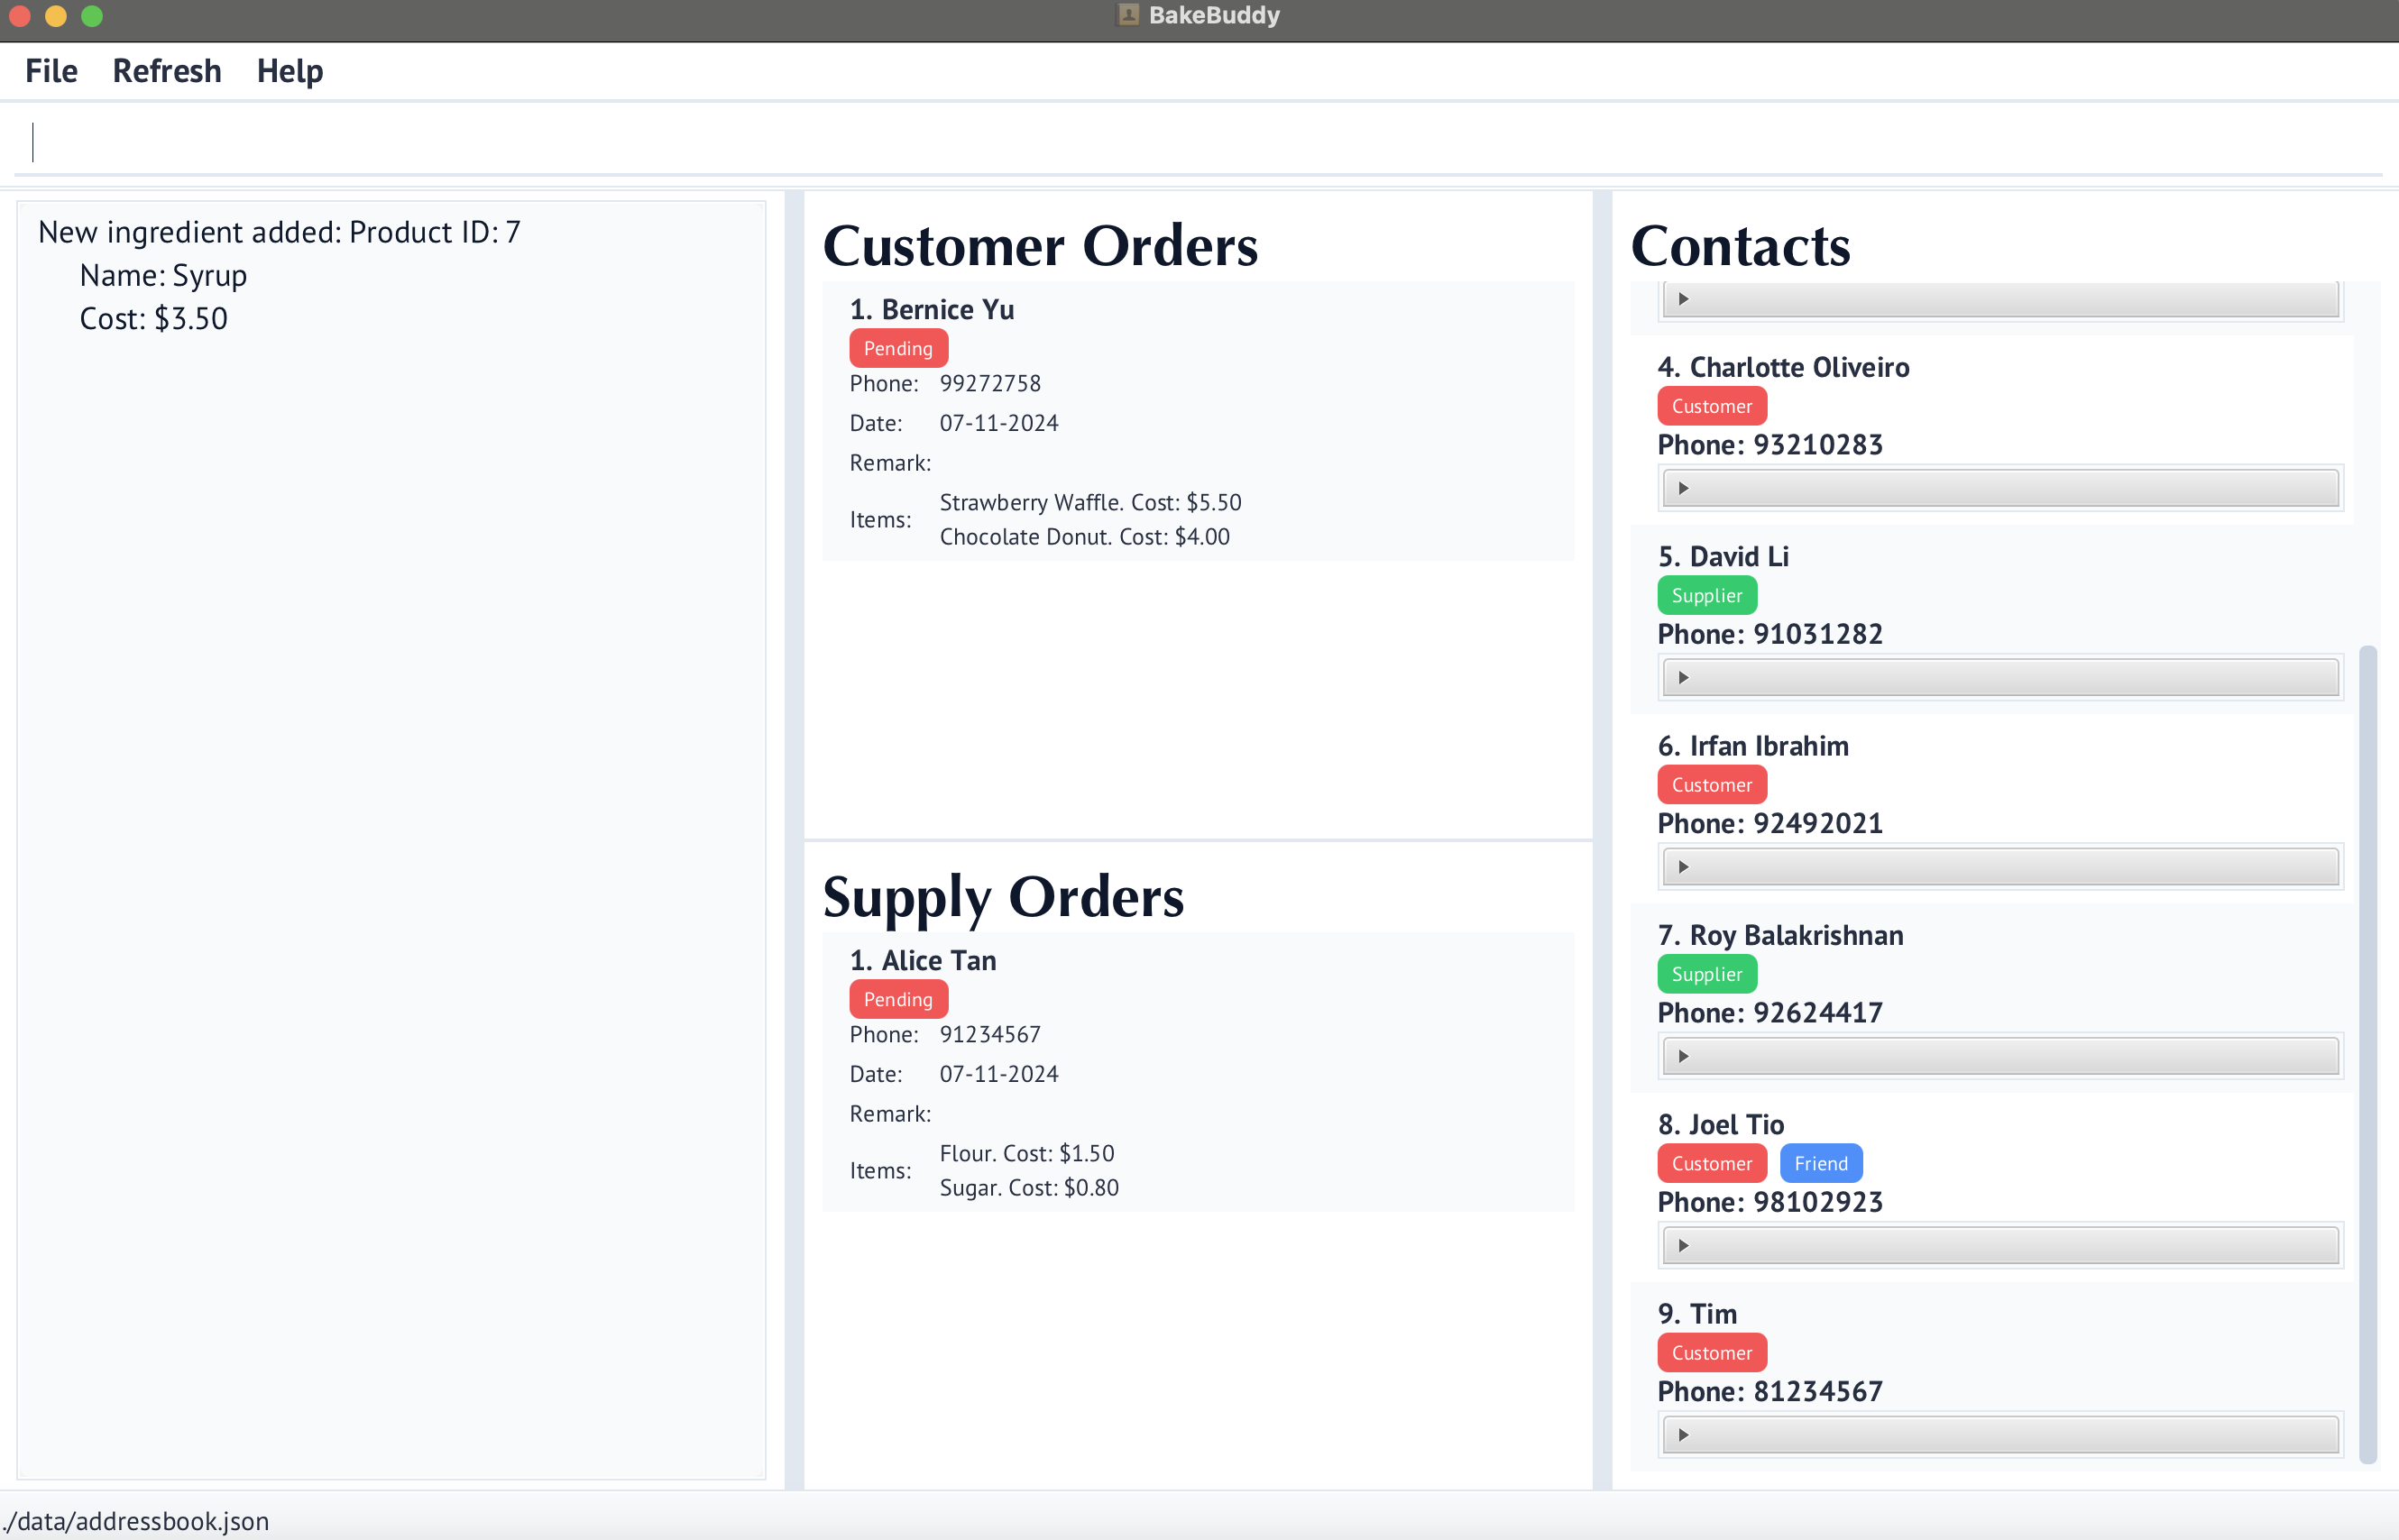 BakeBuddy
File Refresh Help
New ingredient added: Product ID: 7
Name: Syrup
Cost: $3.50
Customer Orders
1. Bernice Yu
Pending
Phone: 99272758
Date: 07-11-2024
Remark:
Items:
Strawberry Waffle. Cost: $5.50
Chocolate Donut. Cost: $4.00
Supply Orders
1. Alice Tan
Pending
Phone: 91234567
Date: 07-11-2024
Remark:
Items:
Flour. Cost: $1.50
Sugar. Cost: $0.80
Contacts
4. Charlotte Oliveiro
Customer
Phone: 93210283
5. David Li
Supplier
Phone: 91031282
6. Irfan Ibrahim
Customer
Phone: 92492021
7. Roy Balakrishnan
Supplier
Phone: 92624417
8. Joel Tio
Customer Friend
Phone: 98102923
9. Tim
Customer
Phone: 81234567
./data/addressbook.json